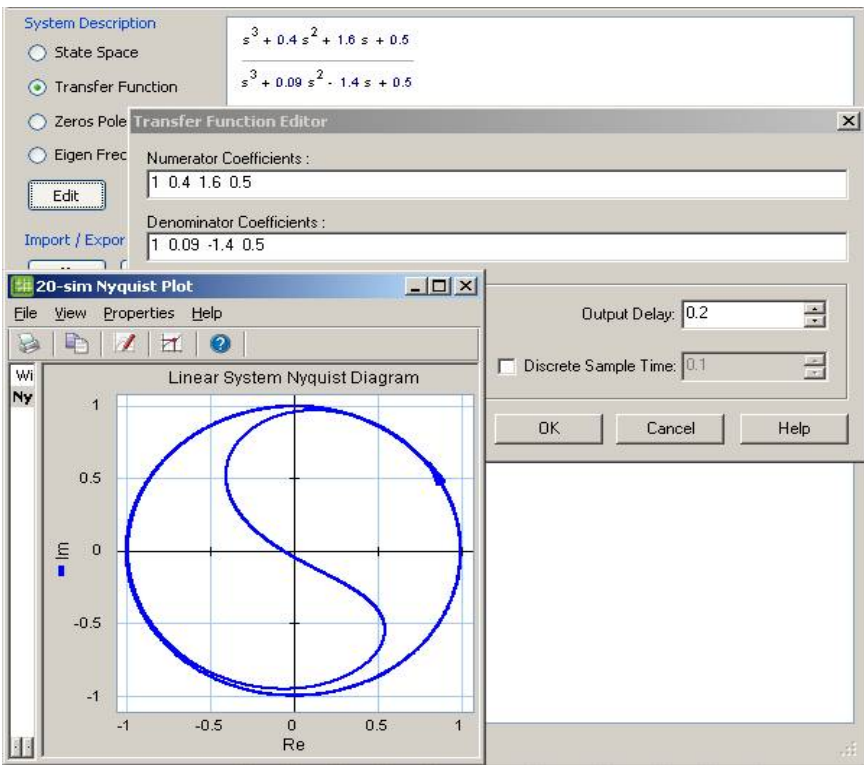 System Description
State Space
Transfer Function
Zeros Pole
Eigen Frec
Edit
Import / Expor
s^3 + 0.4 s^2 + 1.6 s + 0.5
s^3 + 0.09 s^2 - 1.4 s + 0.5
Transfer Function Editor
Numerator Coefficients :
1 0.4 1.6 0.5
Denominator Coefficients :
1 0.09 -1.4 0.5
Output Delay: 0.2
Discrete Sample Time: 0.1
OK Cancel Help
20-sim Nyquist Plot
File View Properties Help
Wi
Ny
Linear System Nyquist Diagram
1
0.5
0
-0.5
-1
Im
-1 -0.5 0 0.5 1
Re